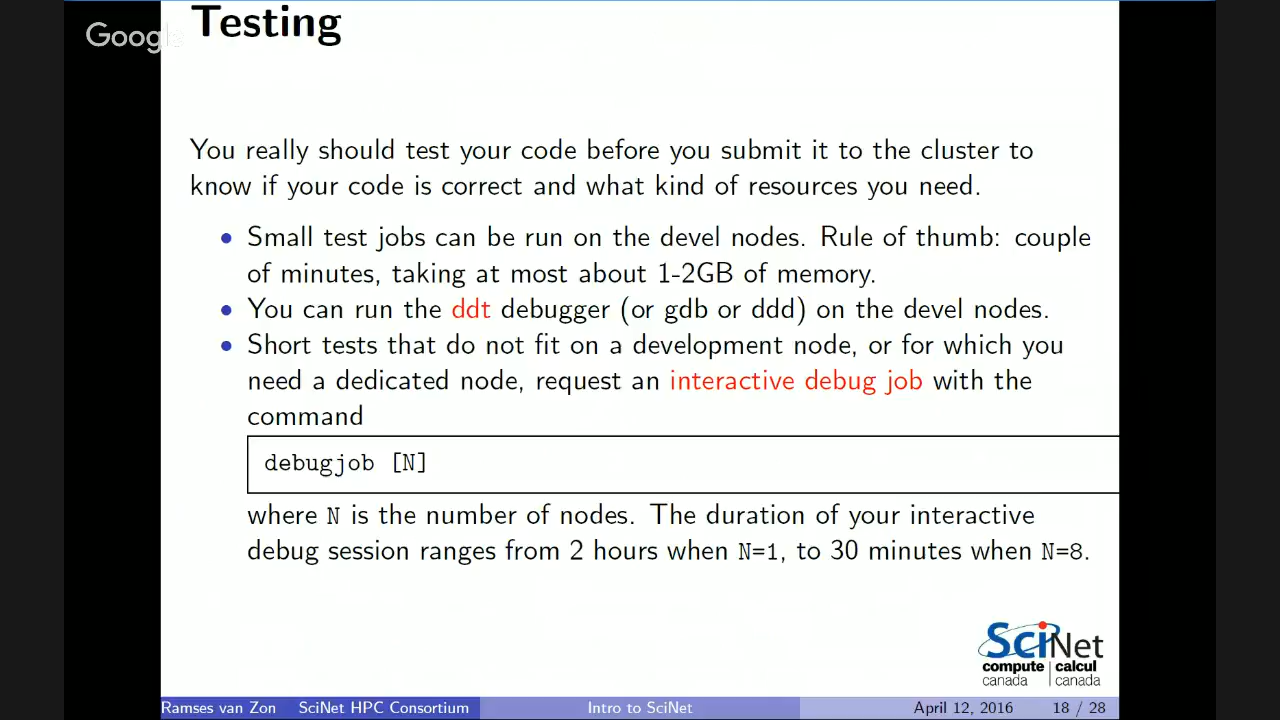 Google
Testing
You really should test your code before you submit it to the cluster to
know if your code is correct and what kind of resources you need.
• Small test jobs can be run on the devel nodes. Rule of thumb: couple
of minutes, taking at most about 1-2GB of memory.
• You can run the ddt debugger (or gdb or ddd) on the devel nodes.
• Short tests that do not fit on a development node, or for which you
need a dedicated node, request an interactive debug job with the
command
debugjob [N]
where N is the number of nodes. The duration of your interactive
debug session ranges from 2 hours when N=1, to 30 minutes when N=8.
SciNet
compute | calcul
canada | canada
Ramses van Zon SciNet HPC Consortium Intro to SciNet April 12, 2016 18 / 28